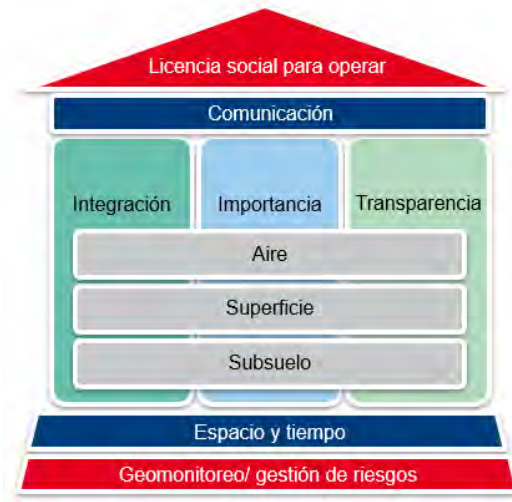 Licencia social para operar
Comunicación
Integración
Importancia
Transparencia
Aire
Superficie
Subsuelo
Espacio y tiempo
Geomonitoreo/ gestión de riesgos